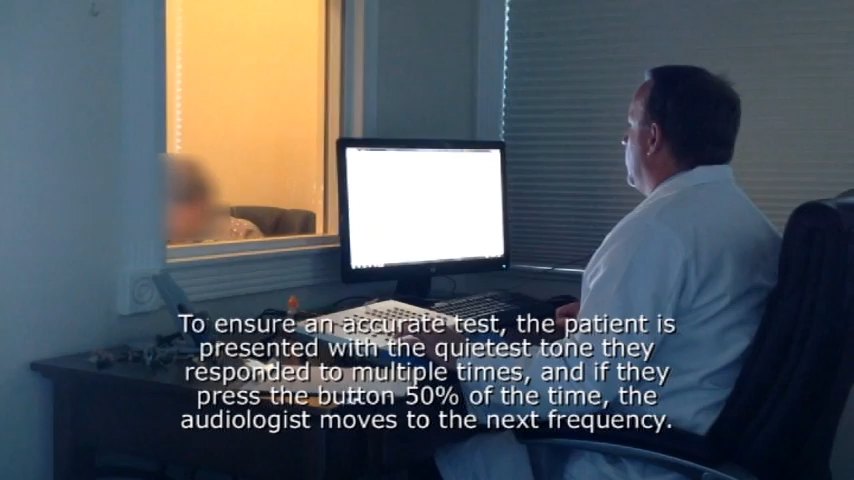 To ensure an accurate test, the patient is
presented with the quietest tone they
responded to multiple times, and if they
press the button 50% of the time, the
audiologist moves to the next frequency.